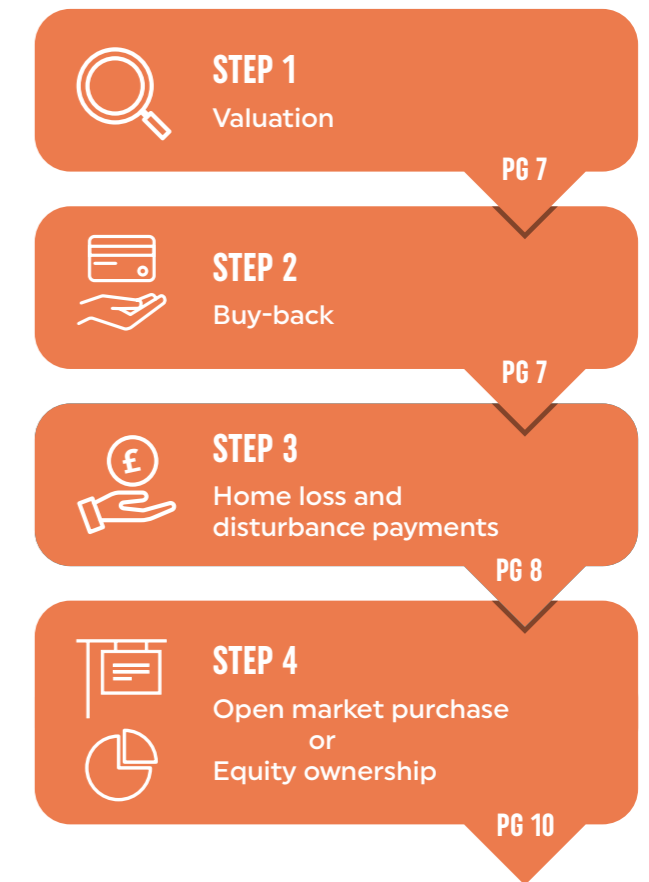 STEP 1
Valuation
PG 7
STEP 2
Buy-back
PG 7
£
STEP 3
Home loss and
disturbance payments
PG 8
STEP 4
Open market purchase
or
Equity ownership
PG 10